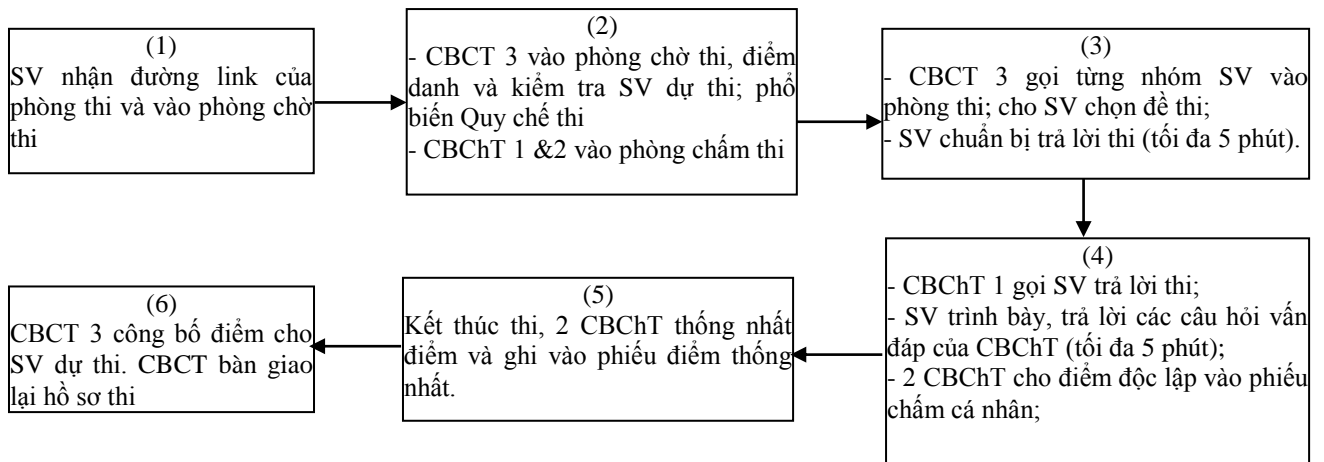 (1)
SV nhận đường link của
phòng thi và vào phòng chờ
thi
(2)
- CBCT 3 vào phòng chờ thi, điểm
danh và kiểm tra SV dự thi; phổ
biến Quy chế thi
- CBChT 1 &2 vào phòng chấm thi
(3)
- CBCT 3 gọi từng nhóm SV vào
phòng thi; cho SV chọn đề thi;
- SV chuẩn bị trả lời thi (tối đa 5 phút).
(4)
- CBChT 1 gọi SV trả lời thi;
- SV trình bày, trả lời các câu hỏi vấn
đáp của CBChT (tối đa 5 phút);
- 2 CBChT cho điểm độc lập vào phiếu
chấm cá nhân;
(5)
Kết thúc thi, 2 CBChT thống nhất
điểm và ghi vào phiếu điểm thống
nhất.
(6)
CBCT 3 công bố điểm cho
SV dự thi. CBCT bàn giao
lại hồ sơ thi